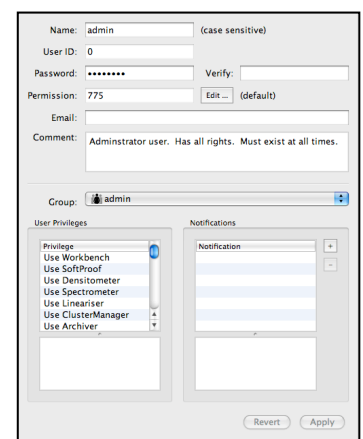 Name: admin (case sensitive)
User ID: 0
Password: •••••••• Verify:
Permission: 775 Edit ... (default)
Email:
Comment: Adminstrator user. Has all rights. Must exist at all times.
Group: admin
User Privileges Notifications
Privilege Notification + 
Use Workbench −
Use SoftProof
Use Densitometer
Use Spectrometer
Use Lineariser
Use ClusterManager
Use Archiver
Revert Apply